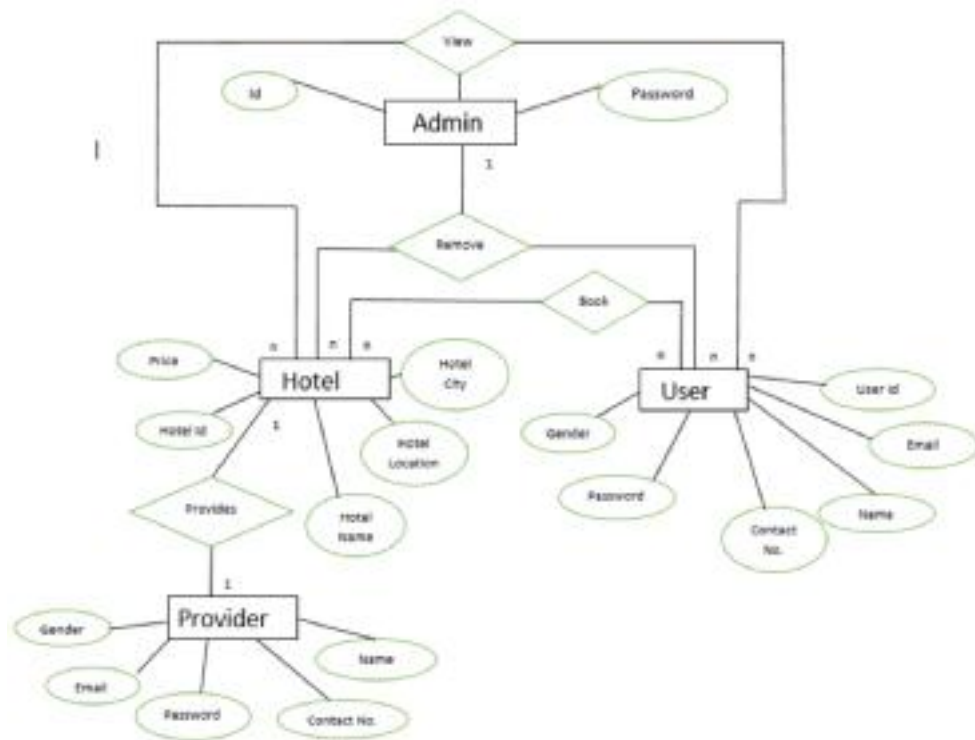 View
Id
Password
Admin
1
Remove
Book
n
n
n
n
Price
Hotel
Hotel
City
User
User Id
Hotel Id
1
Hotel
Location
Gender
Email
Provides
Hotel
Name
Password
Contact
No.
Name
1
Provider
Gender
Name
Email
Password
Contact No.